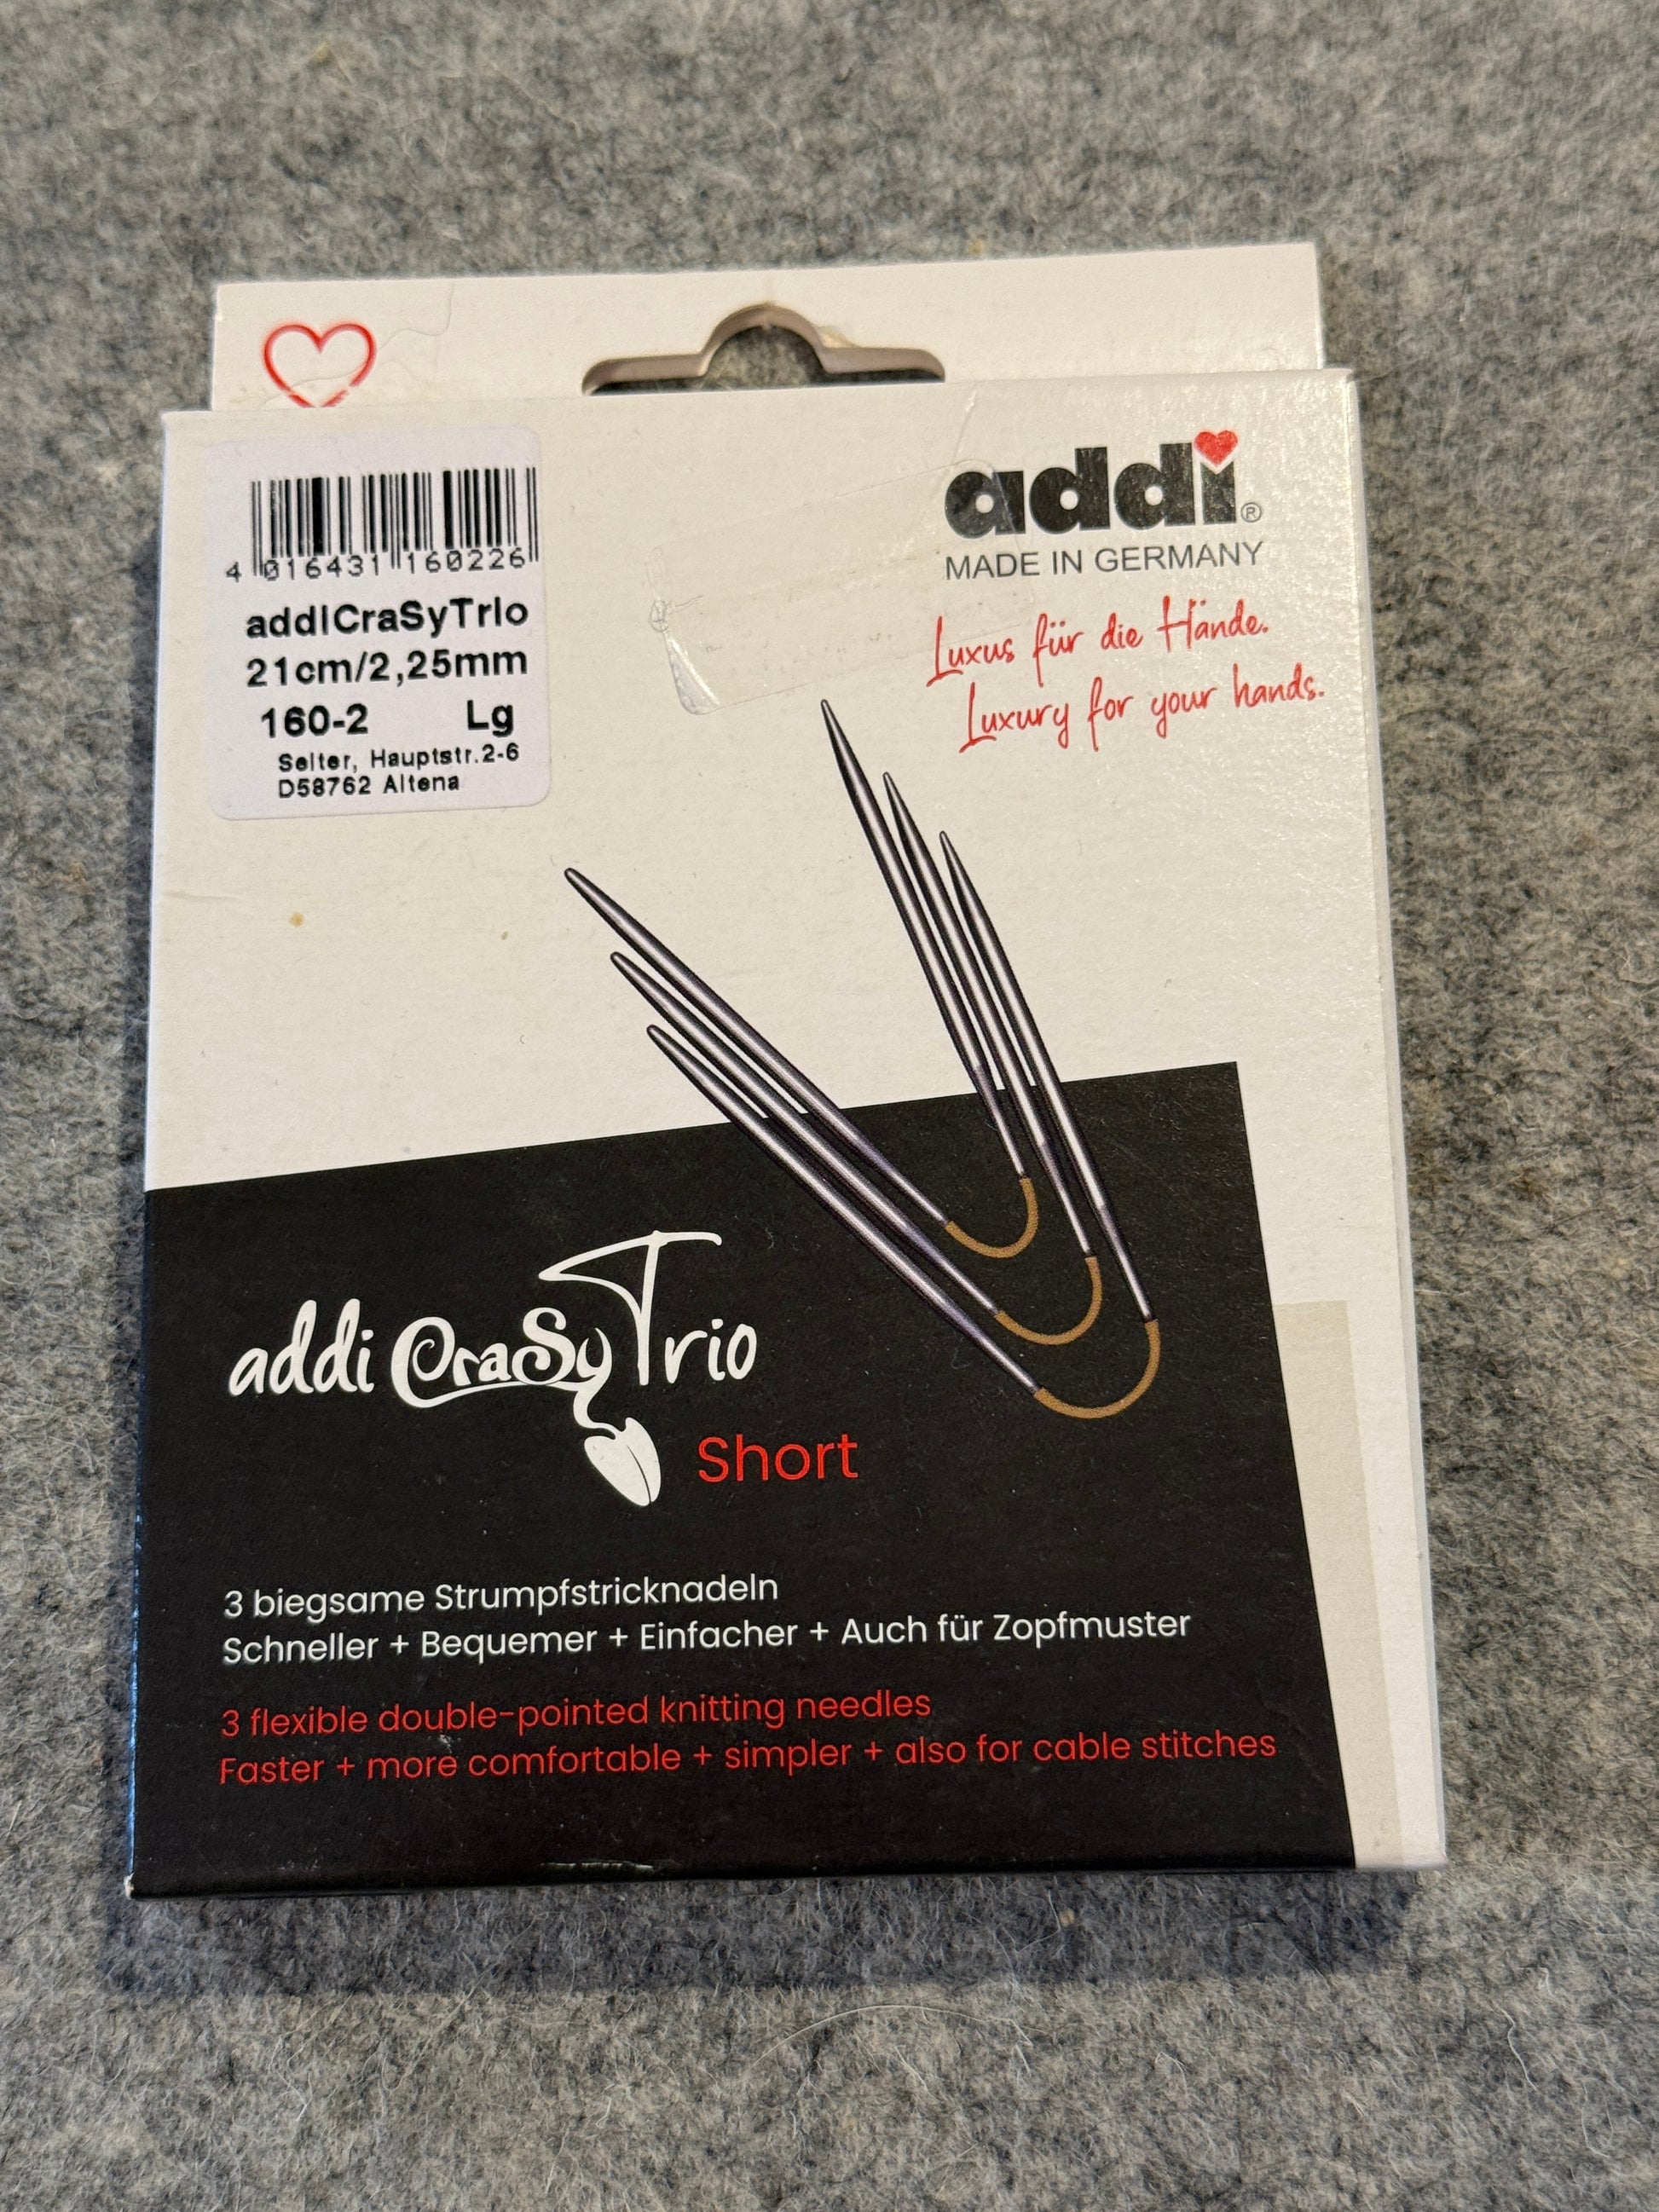 4 016431 160226
addiCraSyTrio
21cm/2,25mm
160-2 Lg
Selter, Hauptstr.2-6
D58762 Altena
addi®
MADE IN GERMANY
Luxus für die Hände.
Luxury for your hands.
addi CraSyTrio
Short
3 biegsame Strumpfstricknadeln
Schneller + Bequemer + Einfacher + Auch für Zopfmuster
3 flexible double-pointed knitting needles
Faster + more comfortable + simpler + also for cable stitches